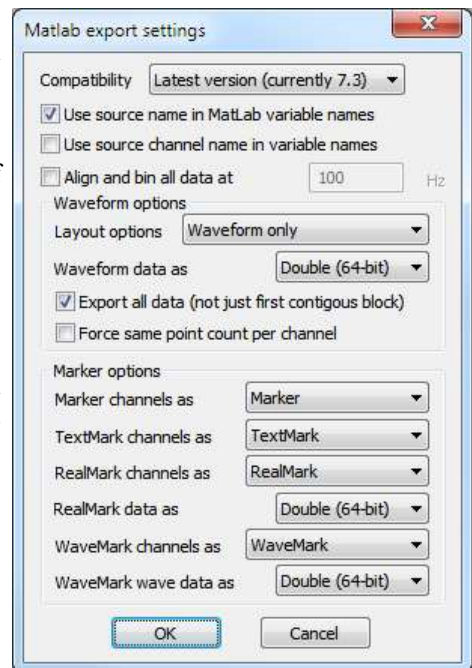 Matlab export settings
Compatibility Latest version (currently 7.3)
Use source name in MatLab variable names
Use source channel name in variable names
Align and bin all data at 100 Hz
Waveform options
Layout options Waveform only
Waveform data as Double (64-bit)
Export all data (not just first contigous block)
Force same point count per channel
Marker options
Marker channels as Marker
TextMark channels as TextMark
RealMark channels as RealMark
RealMark data as Double (64-bit)
WaveMark channels as WaveMark
WaveMark wave data as Double (64-bit)
OK Cancel